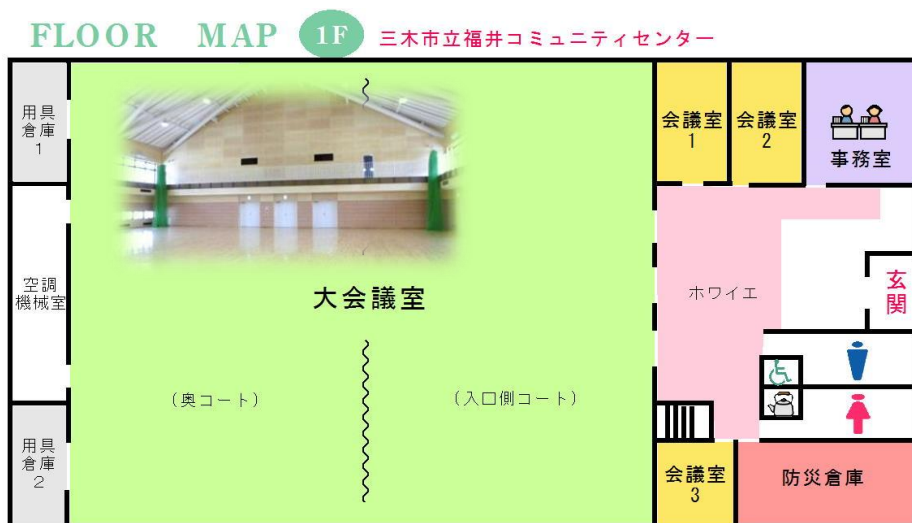 FLOOR MAP 1F 三木市立福井コミュニティセンター
用具
倉庫
1
会議室
1
会議室
2
事務室
空調
機械室
大会議室
ホワイエ
玄
関
(奥コート)
(入口側コート)
用具
倉庫
2
会議室
3
防災倉庫